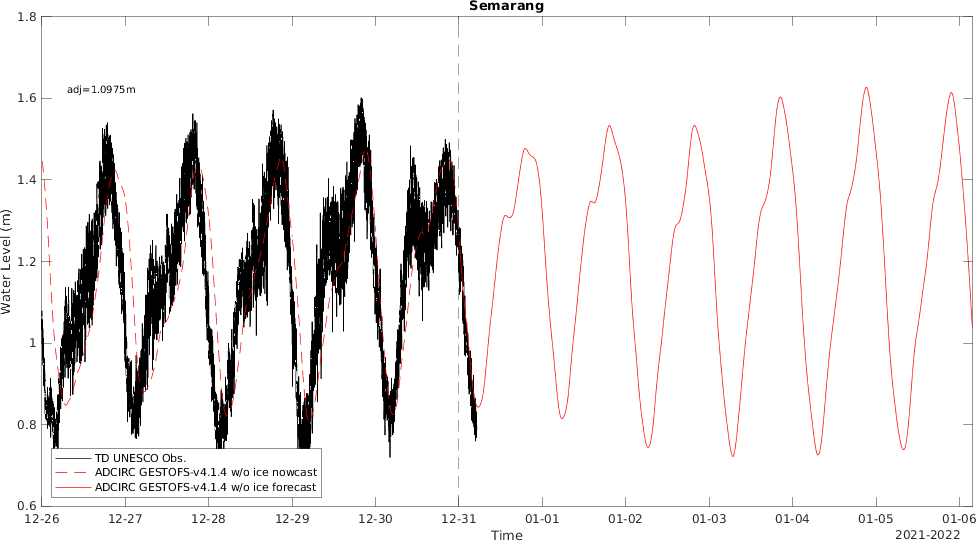 Semarang
1.8
1.6
1.4
1.2
1
0.8
0.6
Water Level (m)
adj=1.0975m
TD UNESCO Obs.
ADCIRC GESTOFS-v4.1.4 w/o ice nowcast
ADCIRC GESTOFS-v4.1.4 w/o ice forecast
12-26 12-27 12-28 12-29 12-30 12-31 01-01 01-02 01-03 01-04 01-05 01-06
Time
2021-2022